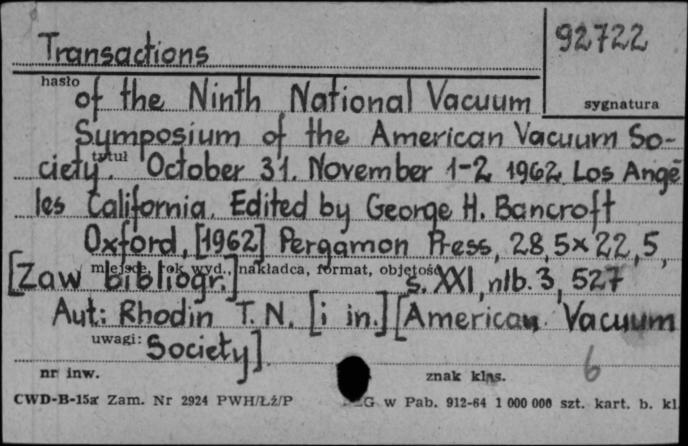 Transactions
92722
hasło
of the Ninth National Vacuum
sygnatura
Symposium of the American Vacuum So-
tytuł
ciety. October 31. November 1-2 1962 Los Ange
les California. Edited by George H. Bancroft
Oxford, [1962] Pergamon Press, 28,5×22,5,
miejsce, rok wyd., nakładca, format, objętość
[Zaw bibliogr.] s. XXI, nlb. 3, 527
Aut: Rhodin T. N. [i in.] [American Vacuum
uwagi: Society].
nr inw.
znak klas.
6
CWD-B-15a Zam. Nr 2924 PWH/Łź/P
G w Pab. 912-64 1 000 000 szt. kart. b. kl